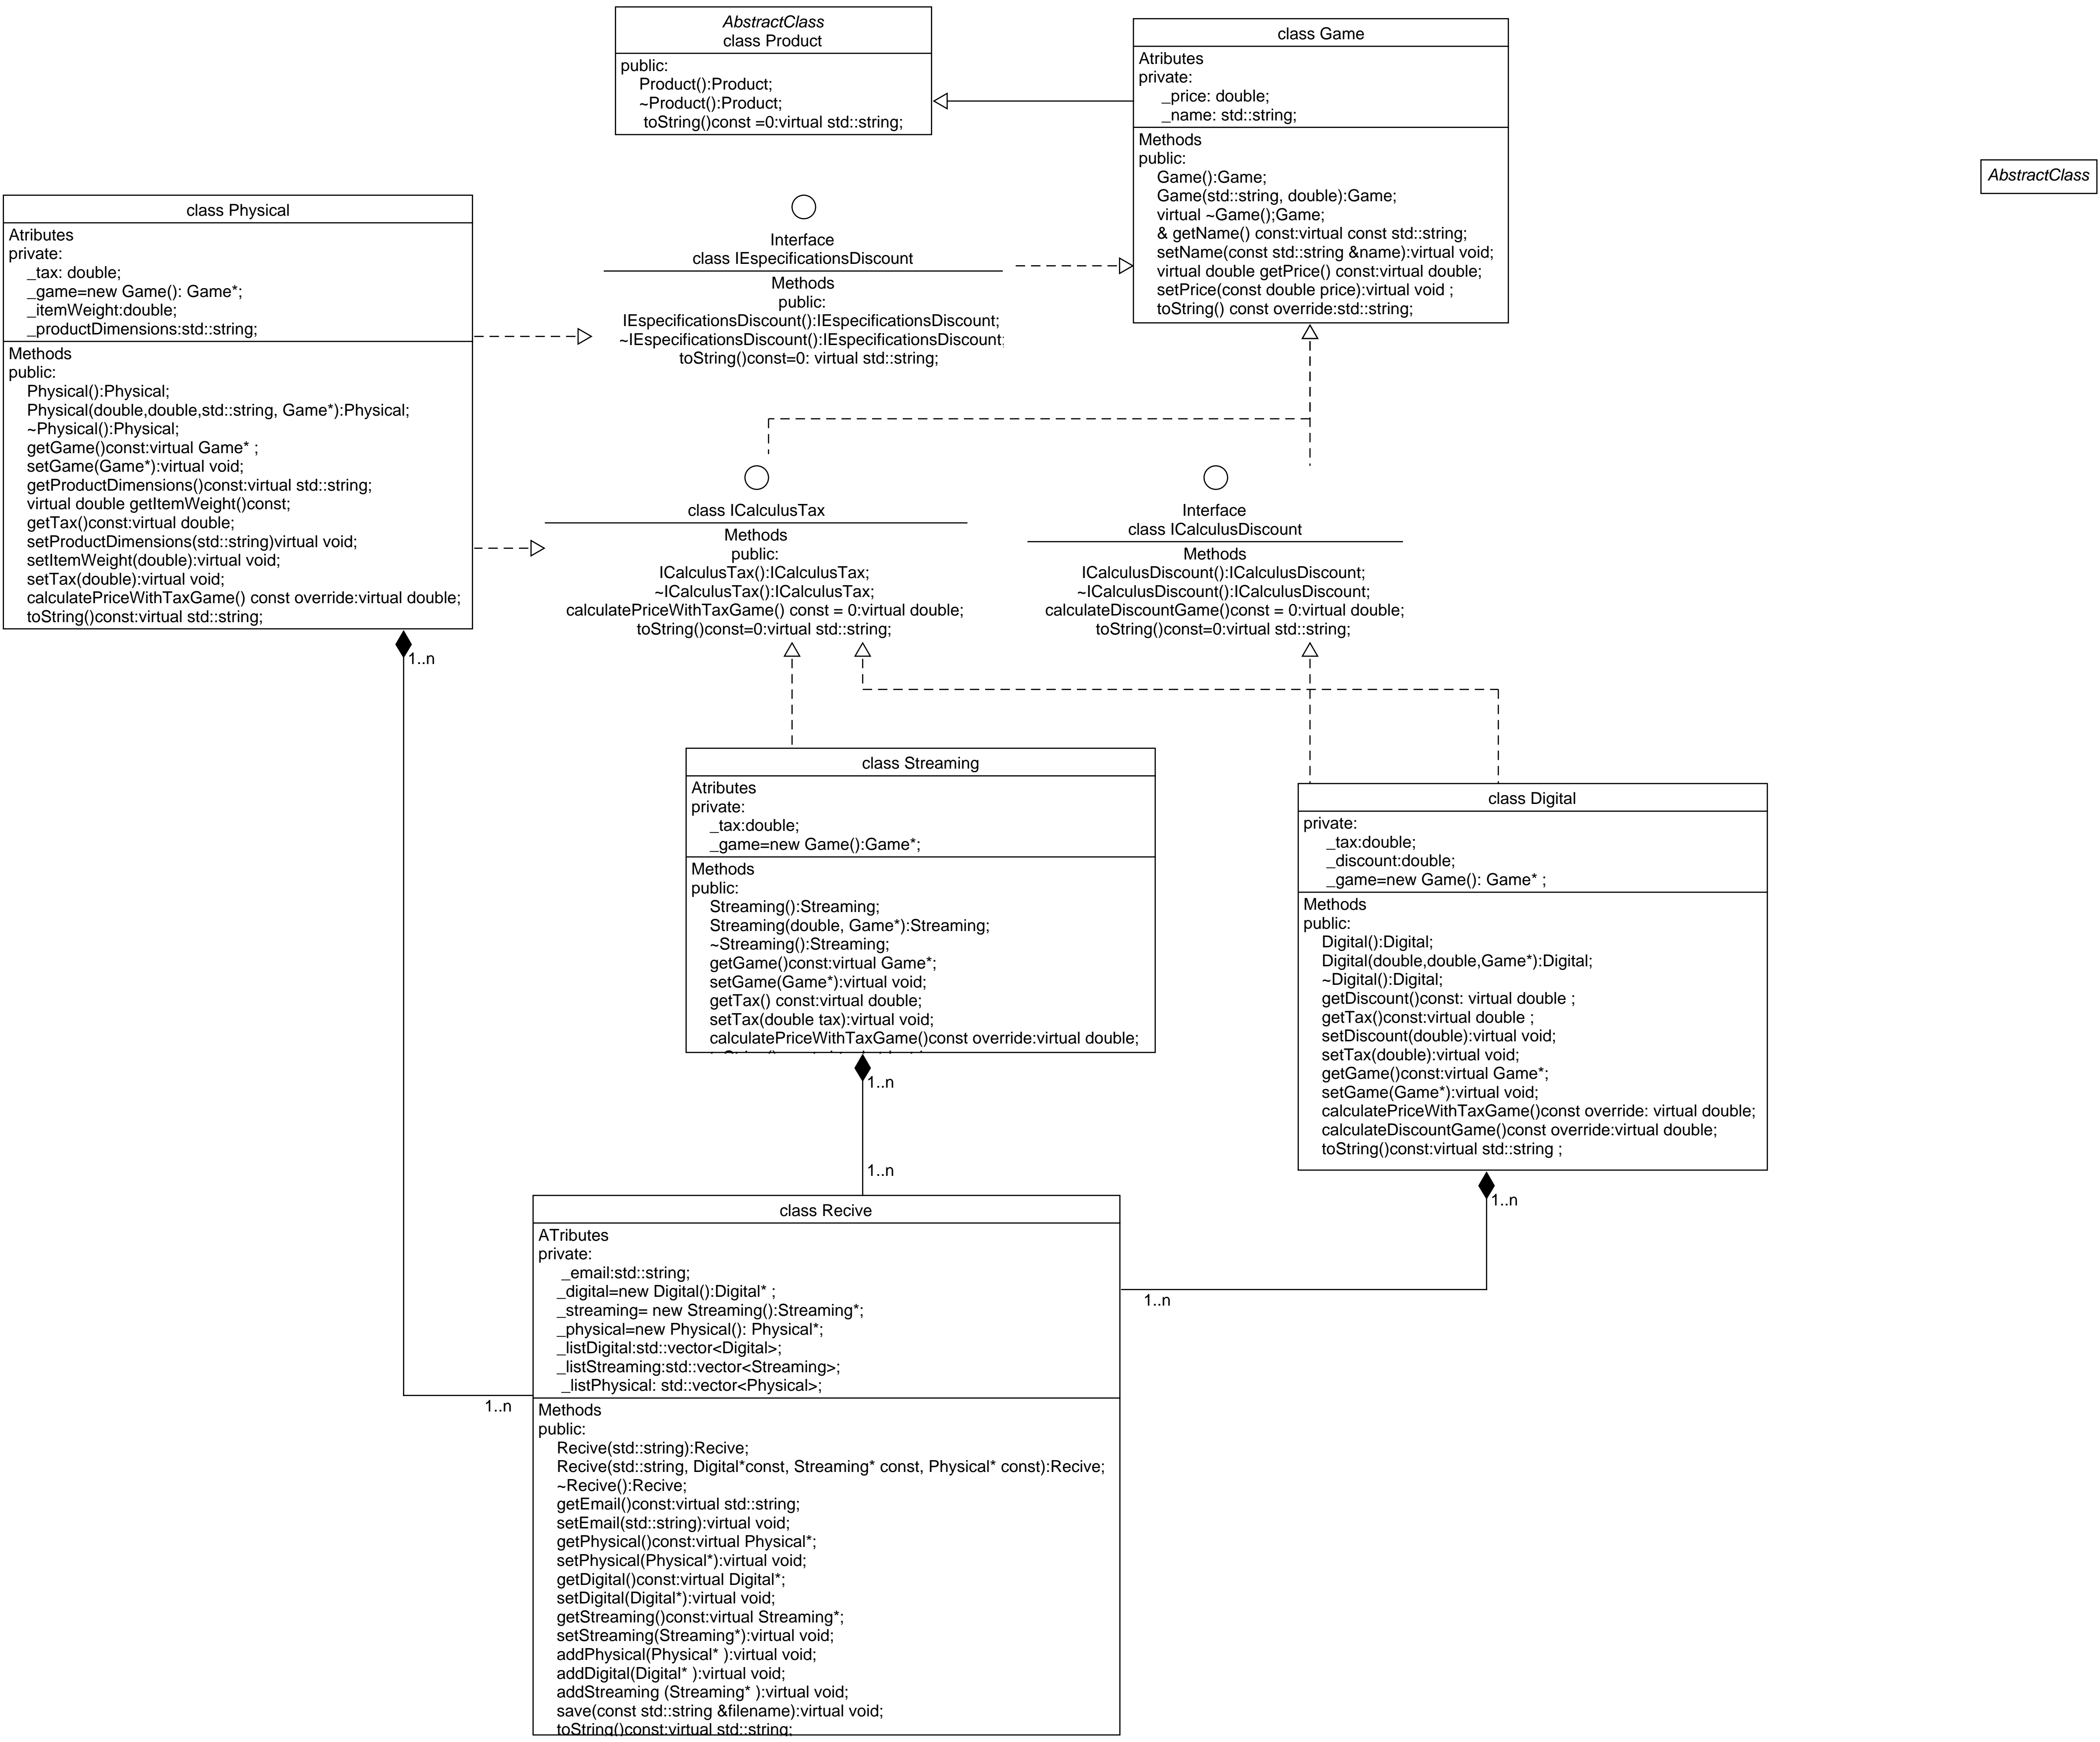 AbstractClass
class Product
public:
Product():Product;
~Product():Product;
toString()const =0:virtual std::string;
class Game
Atributes
private:
_price: double;
_name: std::string;
Methods
public:
Game():Game;
Game(std::string, double):Game;
virtual ~Game();Game;
& getName() const:virtual const std::string;
setName(const std::string &name):virtual void;
virtual double getPrice() const:virtual double;
setPrice(const double price):virtual void ;
toString() const override:std::string;
AbstractClass
class Physical
Atributes
private:
_tax: double;
_game=new Game(): Game*;
_itemWeight:double;
_productDimensions:std::string;
Methods
public:
Physical():Physical;
Physical(double,double,std::string, Game*):Physical;
~Physical():Physical;
getGame()const:virtual Game* ;
setGame(Game*):virtual void;
getProductDimensions()const:virtual std::string;
virtual double getItemWeight()const;
getTax()const:virtual double;
setProductDimensions(std::string)virtual void;
setItemWeight(double):virtual void;
setTax(double):virtual void;
calculatePriceWithTaxGame() const override:virtual double;
toString()const:virtual std::string;
Interface
class IEspecificationsDiscount
Methods
public:
IEspecificationsDiscount():IEspecificationsDiscount;
~IEspecificationsDiscount():IEspecificationsDiscount;
toString()const=0: virtual std::string;
class ICalculusTax
Methods
public:
ICalculusTax():ICalculusTax;
~ICalculusTax():ICalculusTax;
calculatePriceWithTaxGame() const = 0:virtual double;
toString()const=0:virtual std::string;
Interface
class ICalculusDiscount
Methods
ICalculusDiscount():ICalculusDiscount;
~ICalculusDiscount():ICalculusDiscount;
calculateDiscountGame()const = 0:virtual double;
toString()const=0:virtual std::string;
1..n
class Streaming
Atributes
private:
_tax:double;
_game=new Game():Game*;
Methods
public:
Streaming():Streaming;
Streaming(double, Game*):Streaming;
~Streaming():Streaming;
getGame()const:virtual Game*;
setGame(Game*):virtual void;
getTax() const:virtual double;
setTax(double tax):virtual void;
calculatePriceWithTaxGame()const override:virtual double;
class Digital
private:
_tax:double;
_discount:double;
_game=new Game(): Game* ;
Methods
public:
Digital():Digital;
Digital(double,double,Game*):Digital;
~Digital():Digital;
getDiscount()const: virtual double ;
getTax()const:virtual double ;
setDiscount(double):virtual void;
setTax(double):virtual void;
getGame()const:virtual Game*;
setGame(Game*):virtual void;
calculatePriceWithTaxGame()const override: virtual double;
calculateDiscountGame()const override:virtual double;
toString()const:virtual std::string ;
1..n
1..n
1..n
1..n
1..n
class Recive
ATributes
private:
_email:std::string;
_digital=new Digital():Digital* ;
_streaming= new Streaming():Streaming*;
_physical=new Physical(): Physical*;
_listDigital:std::vector<Digital>;
_listStreaming:std::vector<Streaming>;
_listPhysical: std::vector<Physical>;
Methods
public:
Recive(std::string):Recive;
Recive(std::string, Digital*const, Streaming* const, Physical* const):Recive;
~Recive():Recive;
getEmail()const:virtual std::string;
setEmail(std::string):virtual void;
getPhysical()const:virtual Physical*;
setPhysical(Physical*):virtual void;
getDigital()const:virtual Digital*;
setDigital(Digital*):virtual void;
getStreaming()const:virtual Streaming*;
setStreaming(Streaming*):virtual void;
addPhysical(Physical* ):virtual void;
addDigital(Digital* ):virtual void;
addStreaming (Streaming* ):virtual void;
save(const std::string &filename):virtual void;
toString()const:virtual std::string;